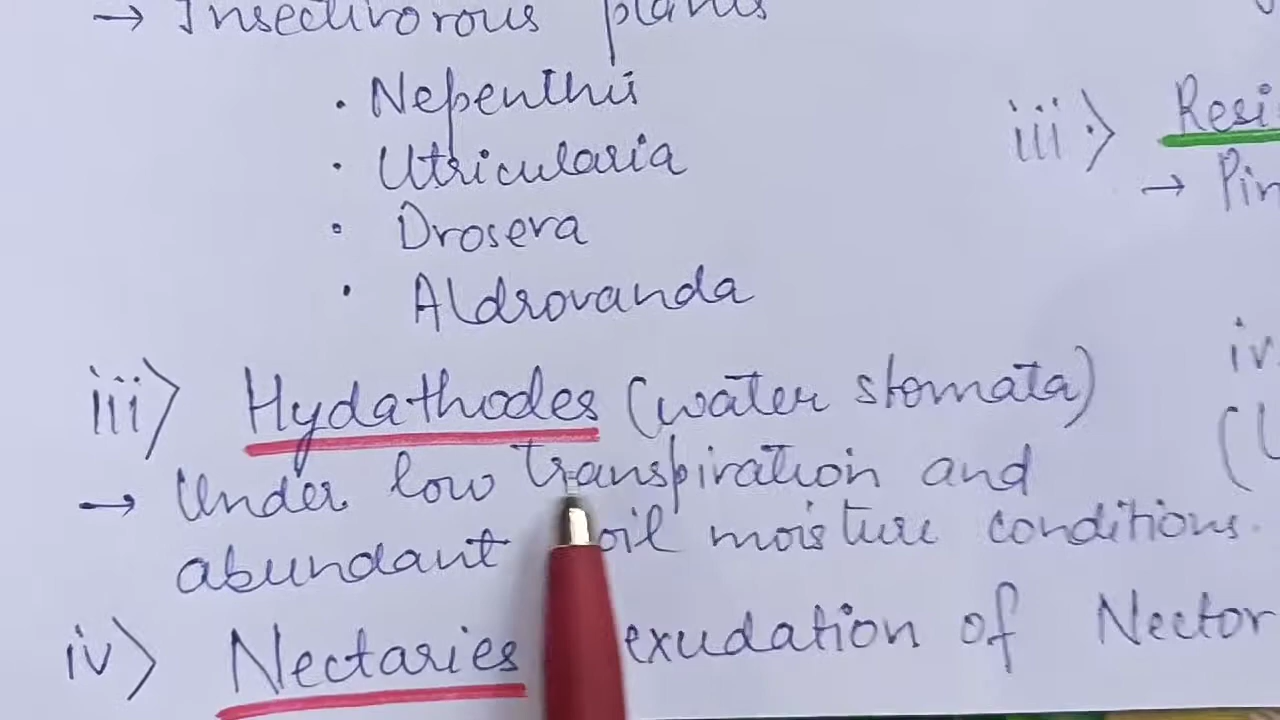 → Insectivorous plants
· Nepenthis
· Utricularia
· Drosera
· Aldrovanda
iii) Hydathodes (water stomata)
→ Under low transpiration and
abundant soil moisture conditions.
iv) Nectaries exudation of Nector
iii) Resi
→ Pin
iv.
(L